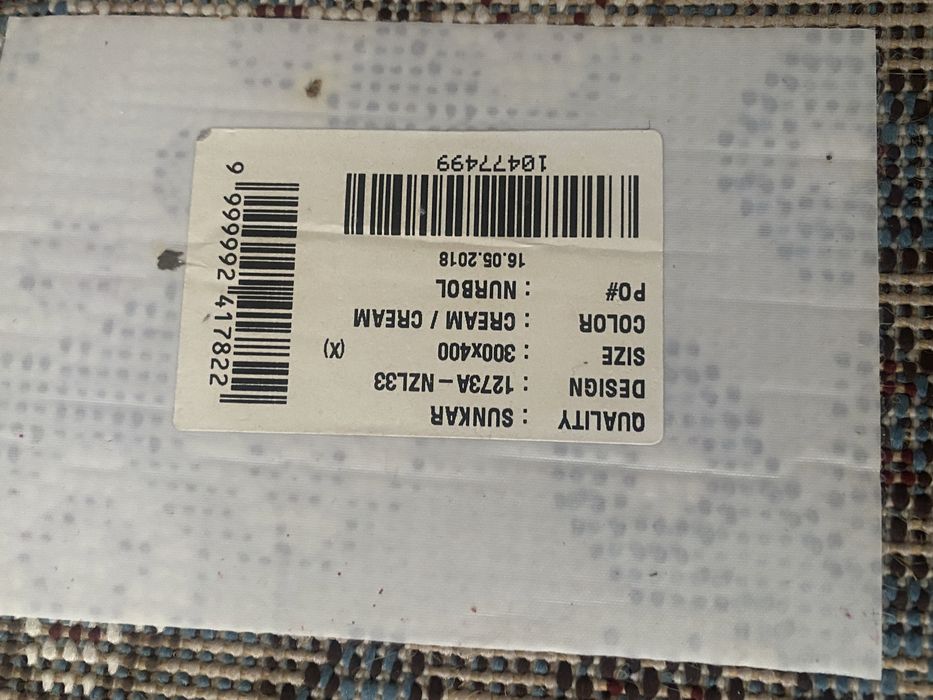 QUALITY : SUNKAR
DESIGN : 1273A-NZL33
SIZE : 300x400 (X)
COLOR : CREAM / CREAM
PO# : NURBOL
16.05.2018
10477499
9 999992 417822